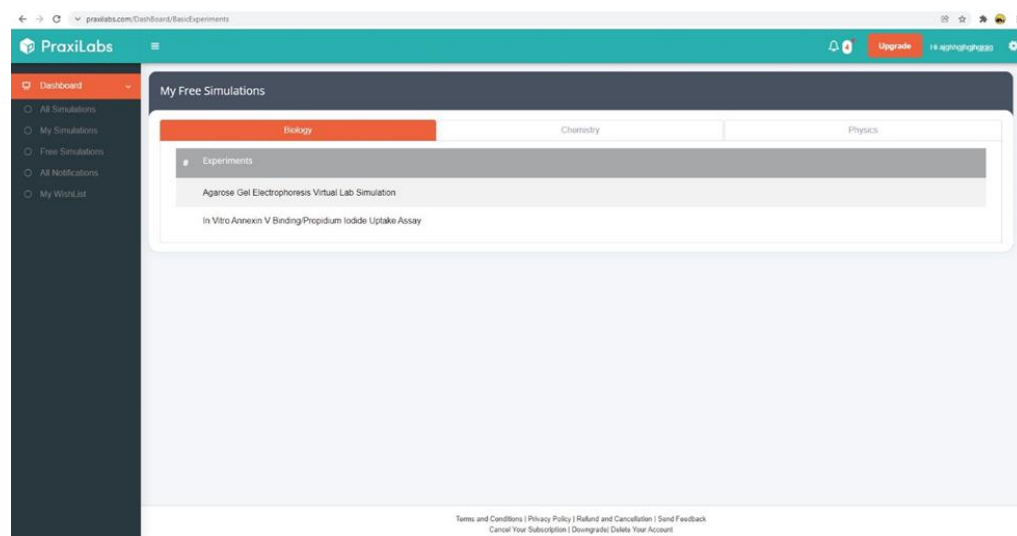 praxilabs.com/DashBoard/BasicExperiments
PraxiLabs
4
Upgrade
Dashboard
My Free Simulations
All Simulations
My Simulations
Free Simulations
All Notifications
My WishList
Biology
Chemistry
Physics
# Experiments
Agarose Gel Electrophoresis Virtual Lab Simulation
In Vitro Annexin V Binding/Propidium Iodide Uptake Assay
Terms and Conditions | Privacy Policy | Refund and Cancellation | Send Feedback
Cancel Your Subscription | Downgrade| Delete Your Account